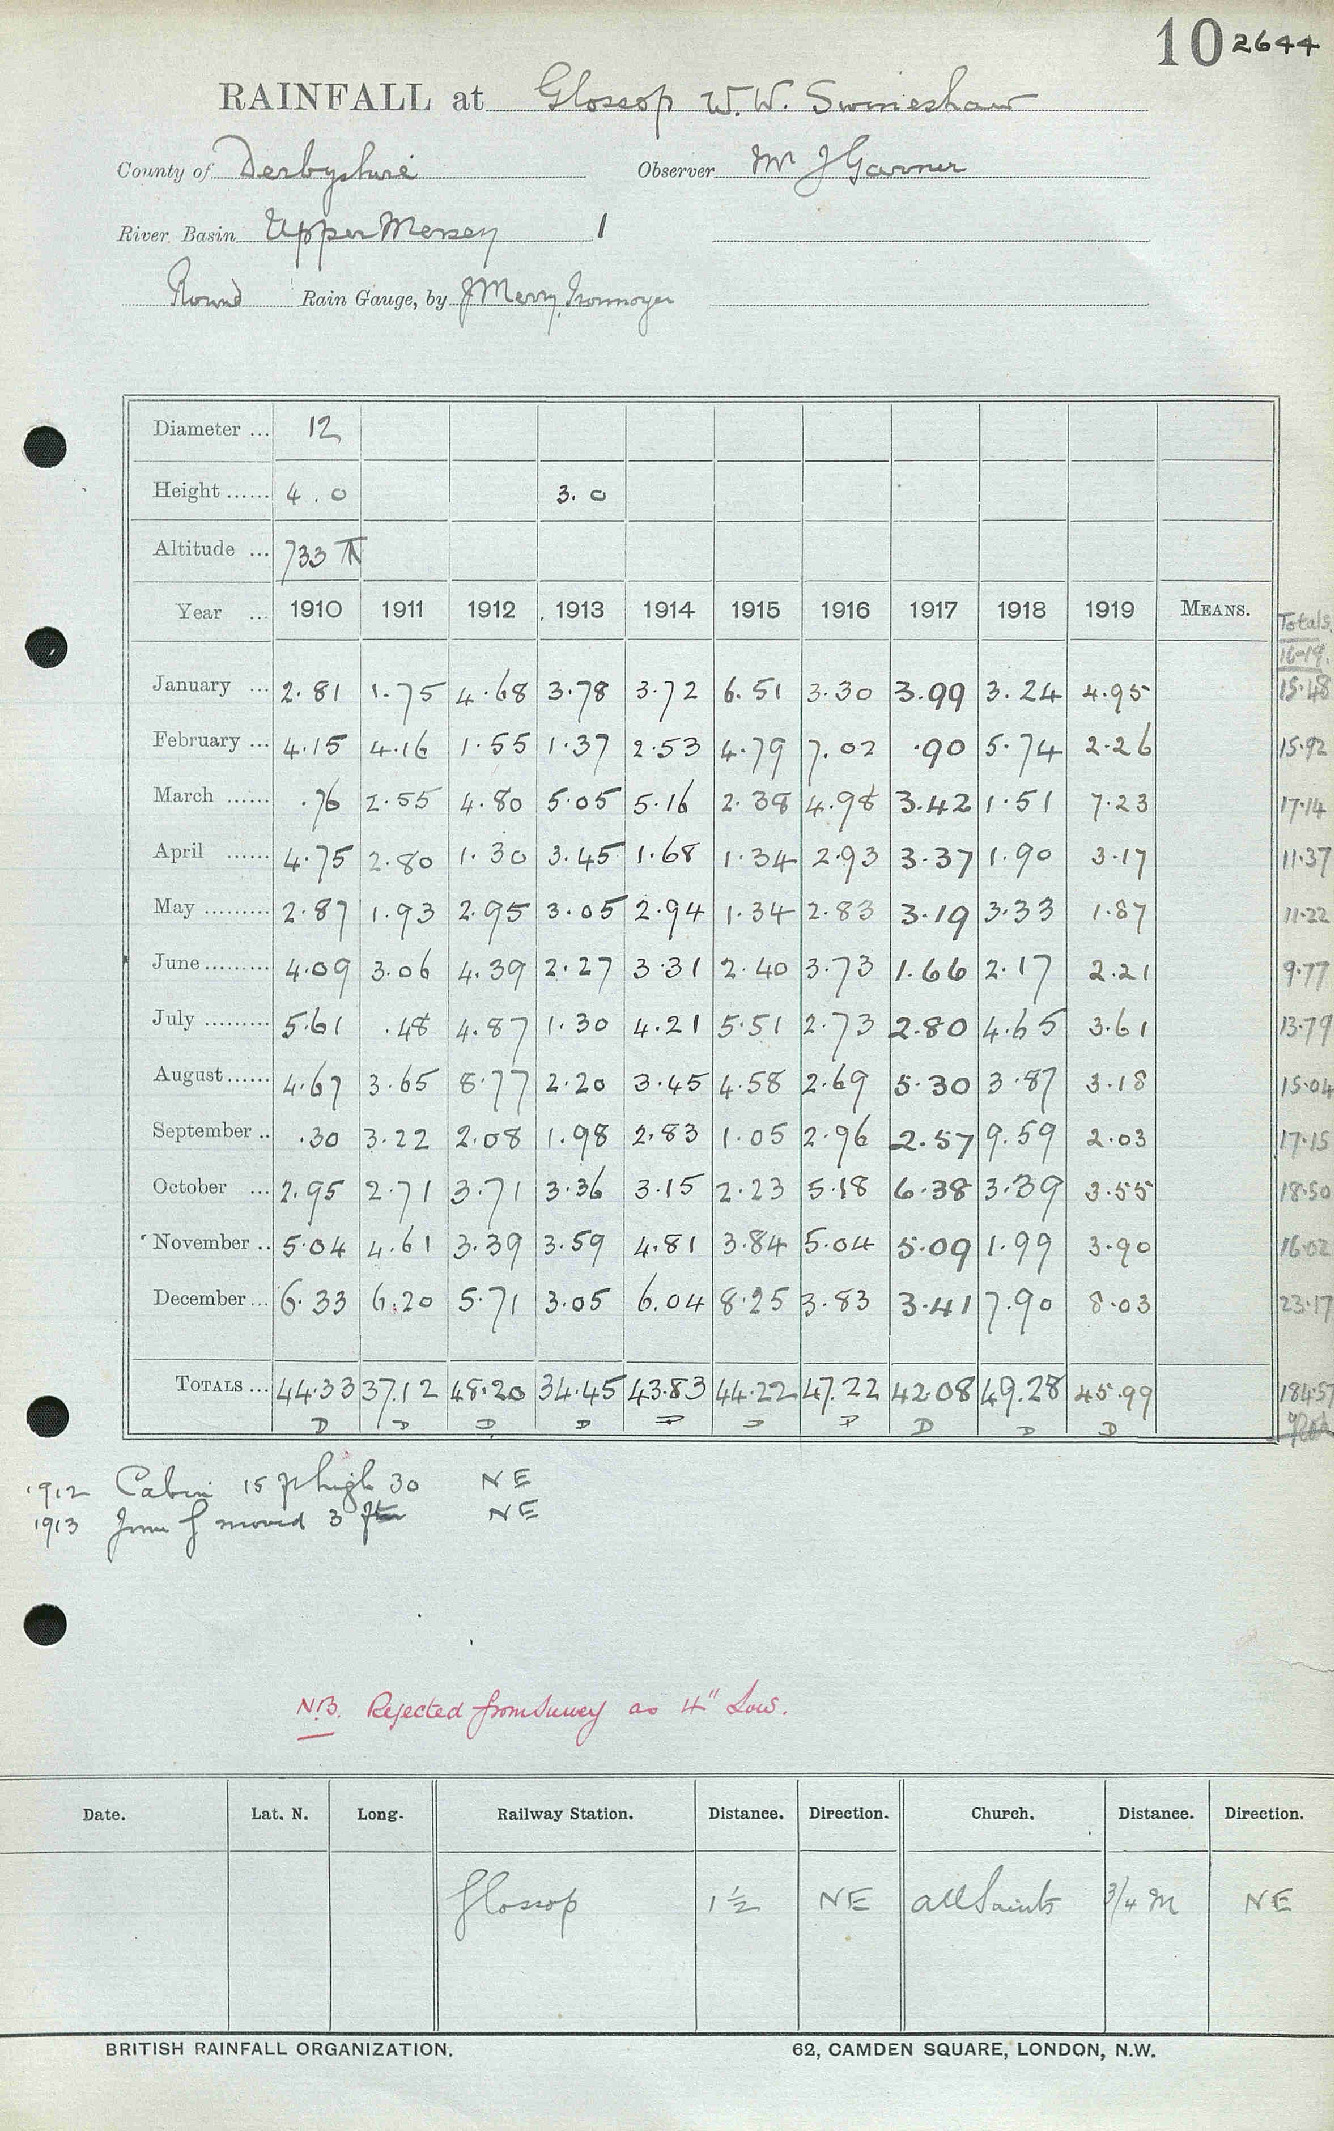 10 2644
RAINFALL at Glossop W.W. Swineshaw
County of Derbyshire Observer Mr J Garner
River Basin Upper Mersey 1
Round Rain Gauge, by J Merry, Ironmonger
Diameter ... 12
Height ...... 4.0 3.0
Altitude ... 733
Year ... 1910 1911 1912 1913 1914 1915 1916 1917 1918 1919 MEANS. Totals
16-19.
January ... 2.81 1.75 4.68 3.78 3.72 6.51 3.30 3.99 3.24 4.95 15.48
February ... 4.15 4.16 1.55 1.37 2.53 4.79 7.02 .90 5.74 2.26 15.92
March ...... .76 2.55 4.80 5.05 5.16 2.38 4.98 3.42 1.51 7.23 17.14
April ...... 4.75 2.80 1.30 3.45 1.68 1.34 2.93 3.37 1.90 3.17 11.37
May ......... 2.87 1.93 2.95 3.05 2.94 1.34 2.83 3.19 3.33 1.87 11.22
June ......... 4.09 3.06 4.39 2.27 3.31 2.40 3.73 1.66 2.17 2.21 9.77
July ......... 5.61 .48 4.87 1.30 4.21 5.51 2.73 2.80 4.65 3.61 13.79
August ...... 4.67 3.65 8.77 2.20 3.45 4.58 2.69 5.30 3.87 3.18 15.04
September .. .30 3.22 2.08 1.98 2.83 1.05 2.96 2.57 9.59 2.03 17.15
October ... 2.95 2.71 3.71 3.36 3.15 2.23 5.18 6.38 3.39 3.55 18.50
November .. 5.04 4.61 3.39 3.59 4.81 3.84 5.04 5.09 1.99 3.90 16.02
December ... 6.33 6.20 5.71 3.05 6.04 8.25 3.83 3.41 7.90 8.03 23.17
TOTALS ... 44.33 37.12 48.20 34.45 43.83 44.22 47.22 42.08 49.28 45.99 184.57
D D D D D D D D D D
1912 Cabin 15 ft high 30 NE
1913 moved 3 NE
N.B. Rejected from Survey as 4" Low.
Date. Lat. N. Long. Railway Station. Distance. Direction. Church. Distance. Direction.
Glossop 1½ NE All Saints 3/4 M NE
BRITISH RAINFALL ORGANIZATION. 62, CAMDEN SQUARE, LONDON, N.W.